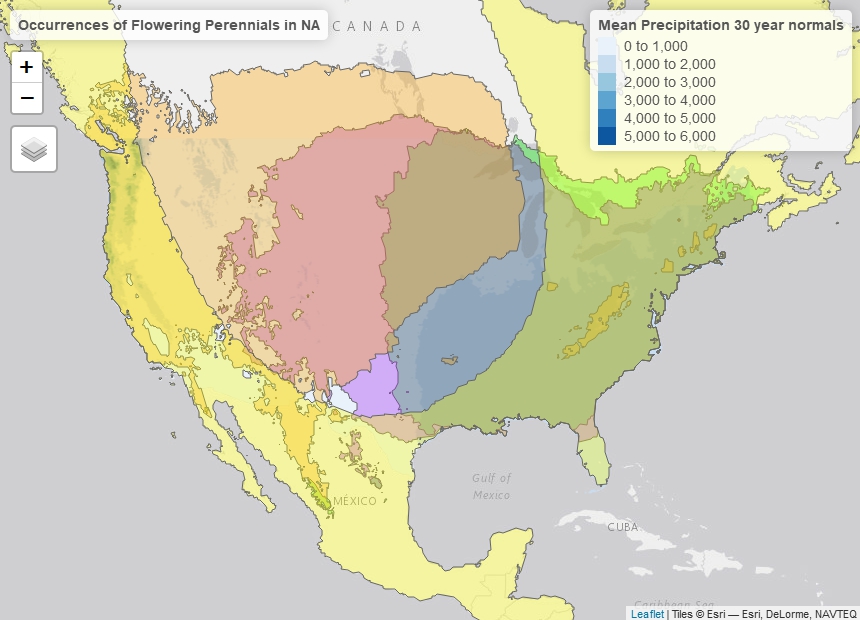 Occurrences of Flowering Perennials in NA
CANADA
+
−
Mean Precipitation 30 year normals
0 to 1,000
1,000 to 2,000
2,000 to 3,000
3,000 to 4,000
4,000 to 5,000
5,000 to 6,000
Gulf of
Mexico
MÉXICO
CUBA
Caribbean Sea
Leaflet | Tiles © Esri — Esri, DeLorme, NAVTEQ